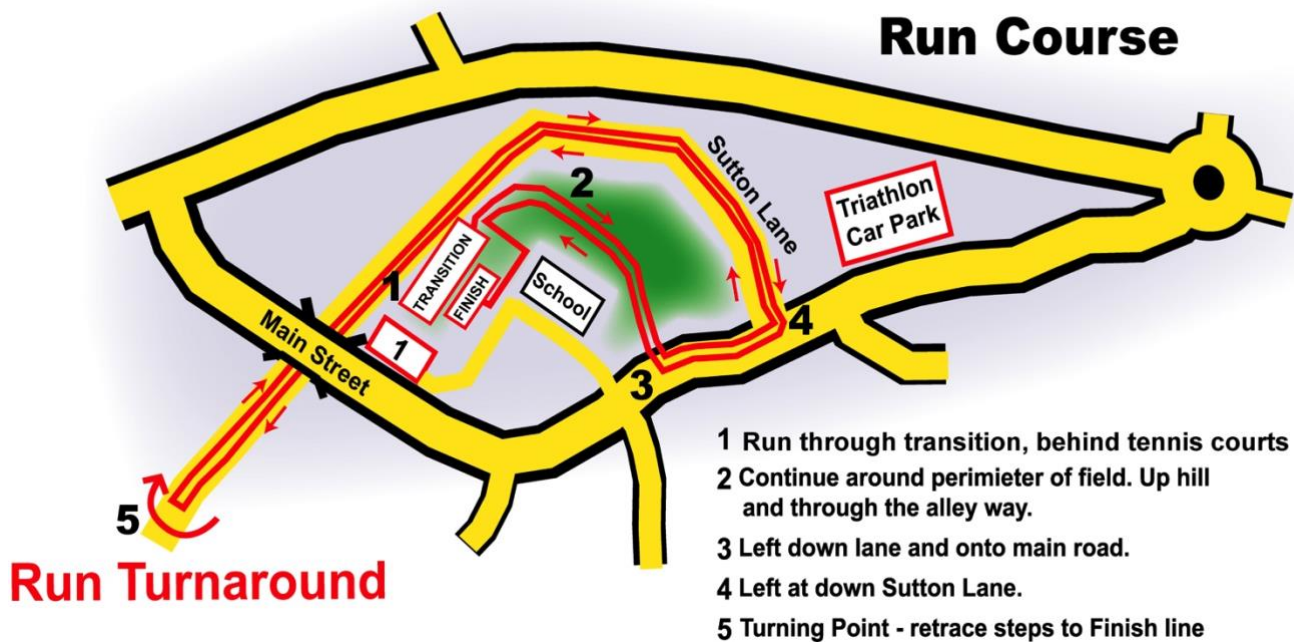 Run Course
Sutton Lane
Triathlon
Car Park
2
1
TRANSITION
FINISH
School
1
Main Street
4
3
5
Run Turnaround
1 Run through transition, behind tennis courts
2 Continue around perimieter of field. Up hill
and through the alley way.
3 Left down lane and onto main road.
4 Left at down Sutton Lane.
5 Turning Point - retrace steps to Finish line